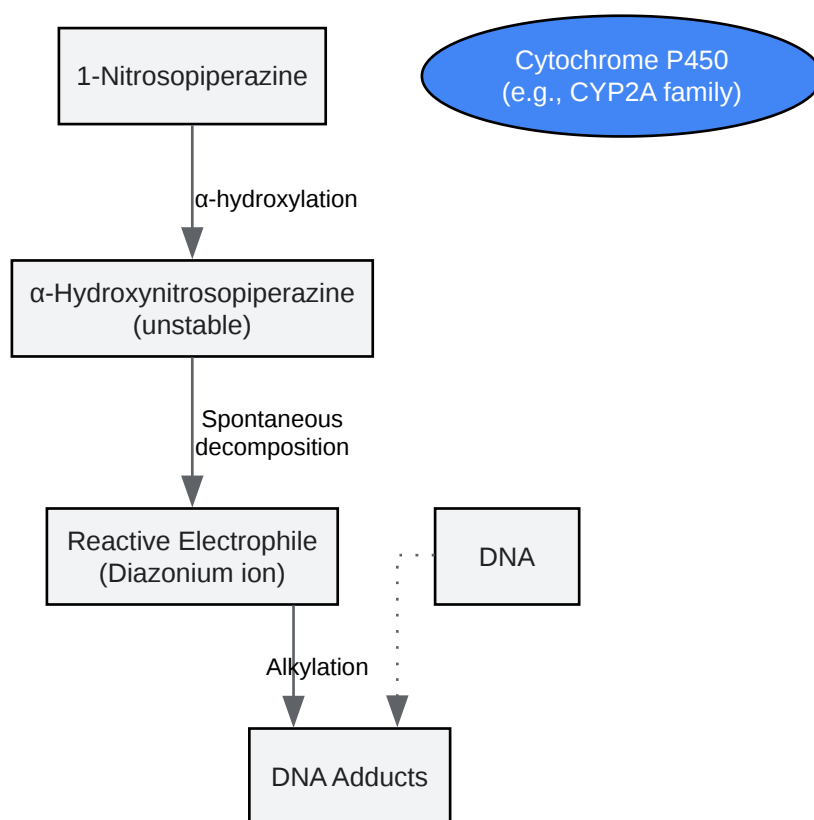 1-Nitrosopiperazine
Cytochrome P450
(e.g., CYP2A family)
α-hydroxylation
α-Hydroxynitrosopiperazine
(unstable)
Spontaneous
decomposition
Reactive Electrophile
(Diazonium ion)
DNA
Alkylation
DNA Adducts